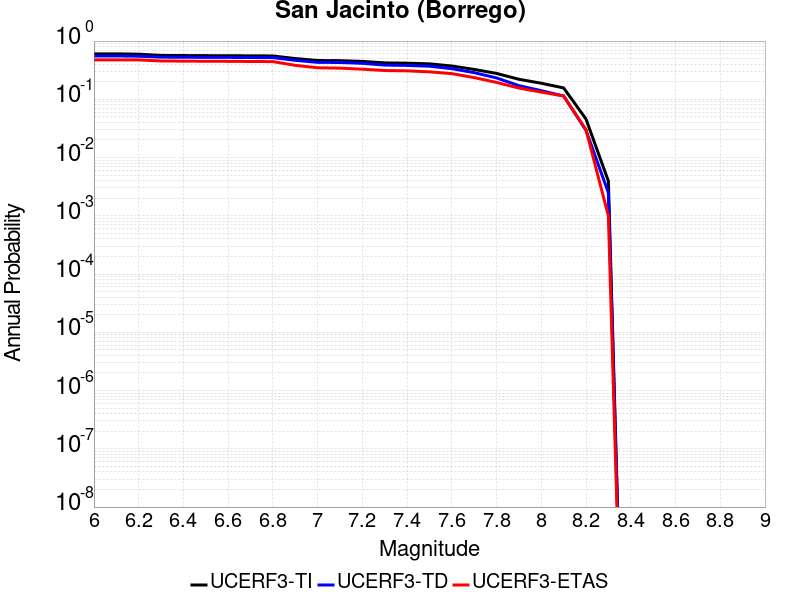 San Jacinto (Borrego)
10^0
10^-1
10^-2
10^-3
10^-4
10^-5
10^-6
10^-7
10^-8
Annual Probability
6 6.2 6.4 6.6 6.8 7 7.2 7.4 7.6 7.8 8 8.2 8.4 8.6 8.8 9
Magnitude
UCERF3-TI UCERF3-TD UCERF3-ETAS